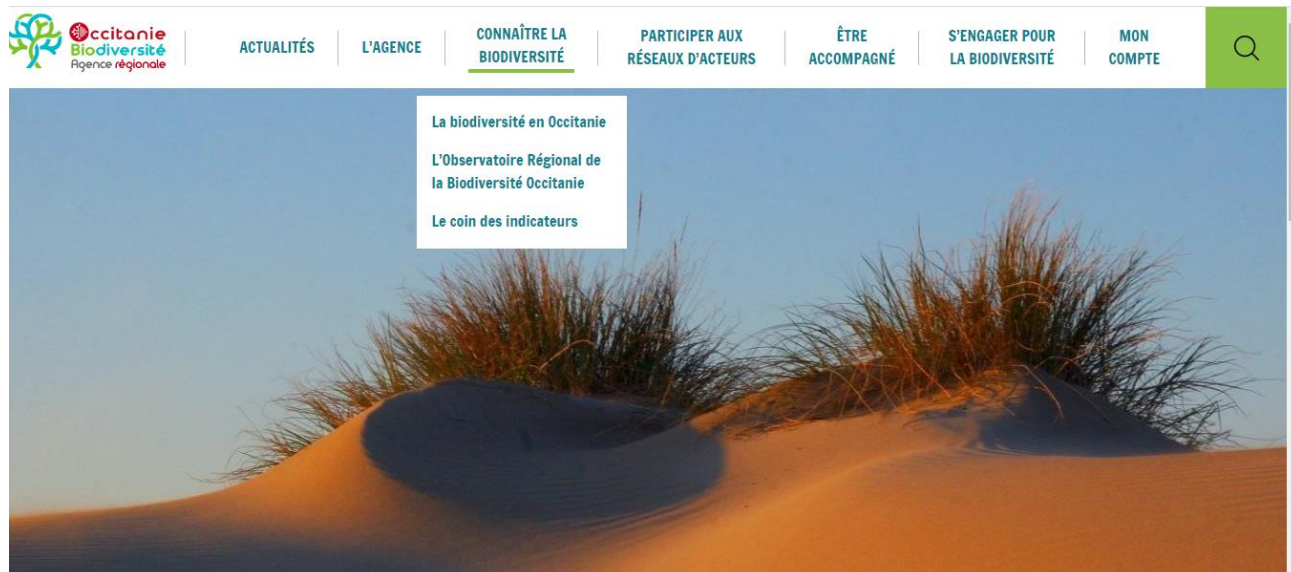 Occitanie
Biodiversité
Agence régionale
ACTUALITÉS
L'AGENCE
CONNAÎTRE LA
BIODIVERSITÉ
PARTICIPER AUX
RÉSEAUX D'ACTEURS
ÊTRE
ACCOMPAGNÉ
S'ENGAGER POUR
LA BIODIVERSITÉ
MON
COMPTE
La biodiversité en Occitanie
L'Observatoire Régional de
la Biodiversité Occitanie
Le coin des indicateurs